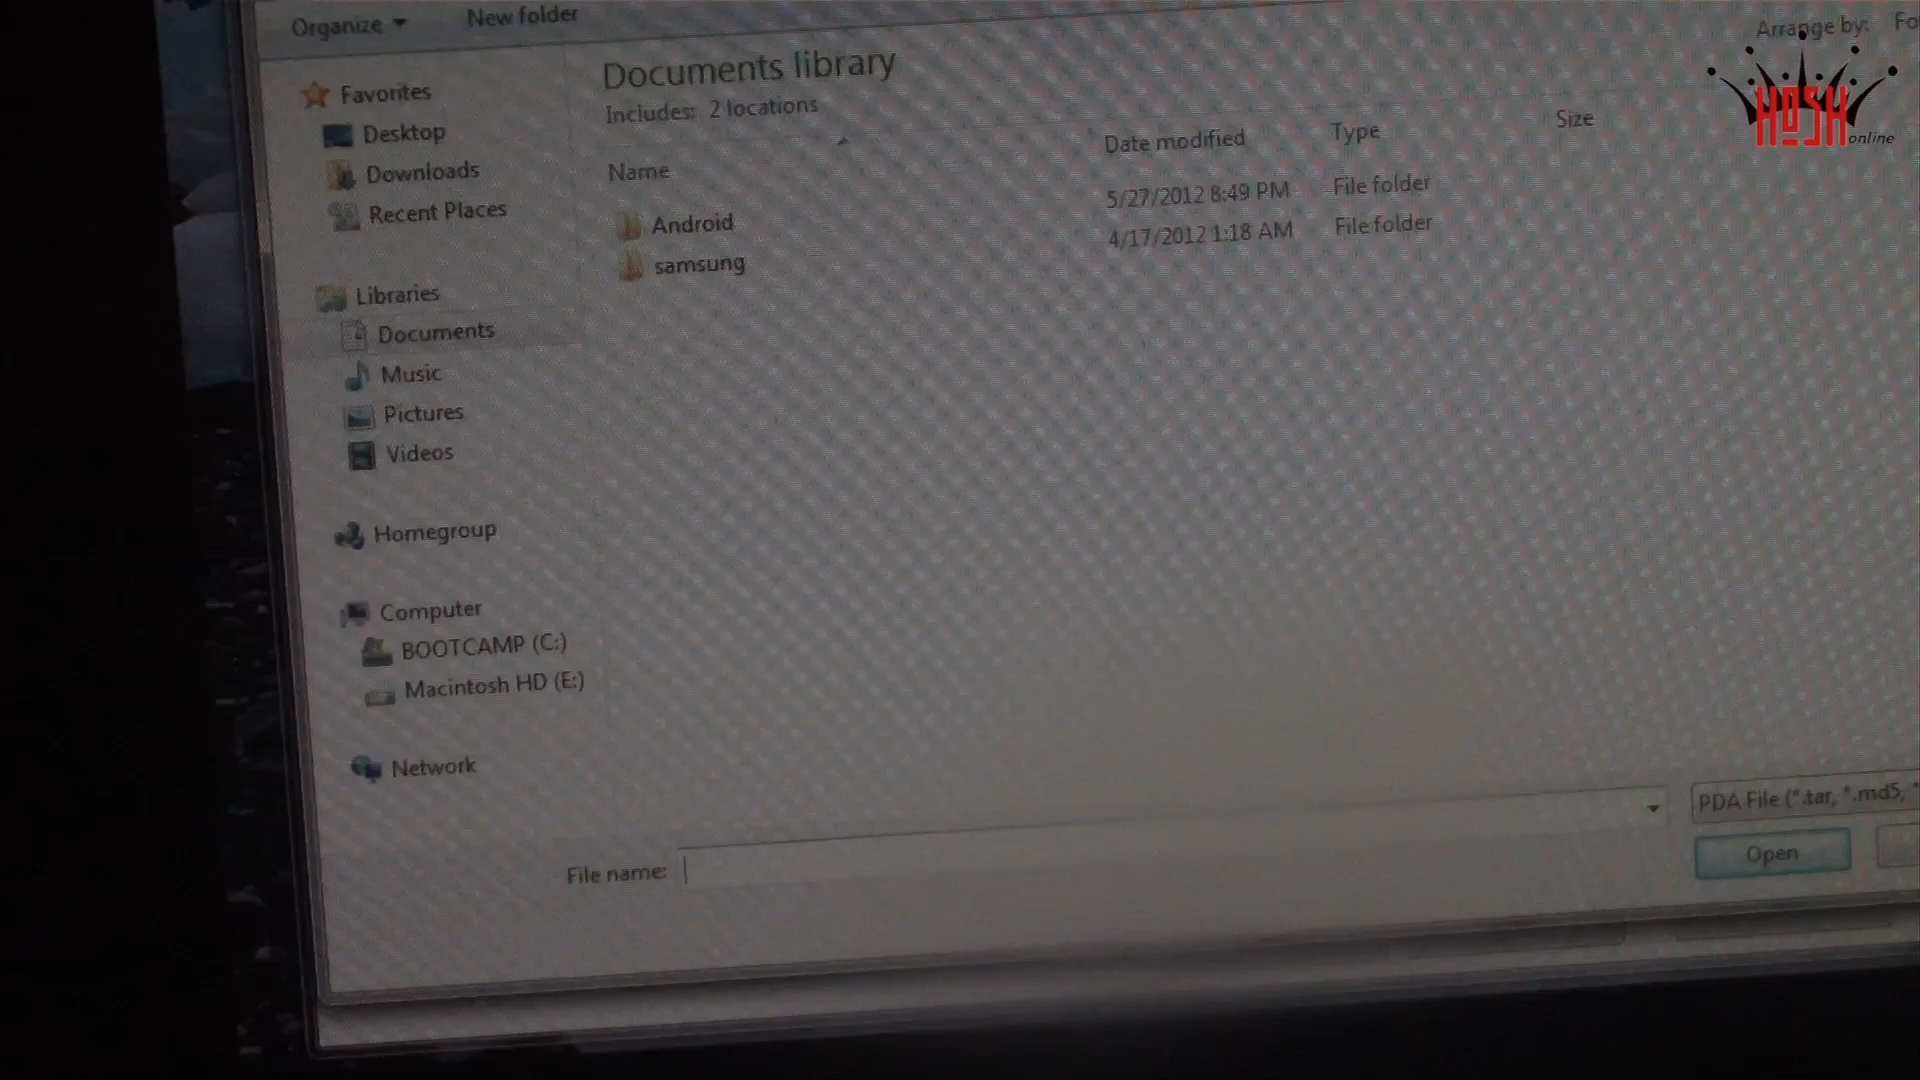 Organize
New folder
Arrange by: Fo
HOSH
online
Favorites
Desktop
Downloads
Recent Places
Libraries
Documents
Music
Pictures
Videos
Homegroup
Computer
BOOTCAMP (C:)
Macintosh HD (E:)
Network
Documents library
Includes: 2 locations
Name Date modified Type Size
Android 5/27/2012 8:49 PM File folder
samsung 4/17/2012 1:18 AM File folder
File name:
PDA File (*.tar, *.md5, *
Open